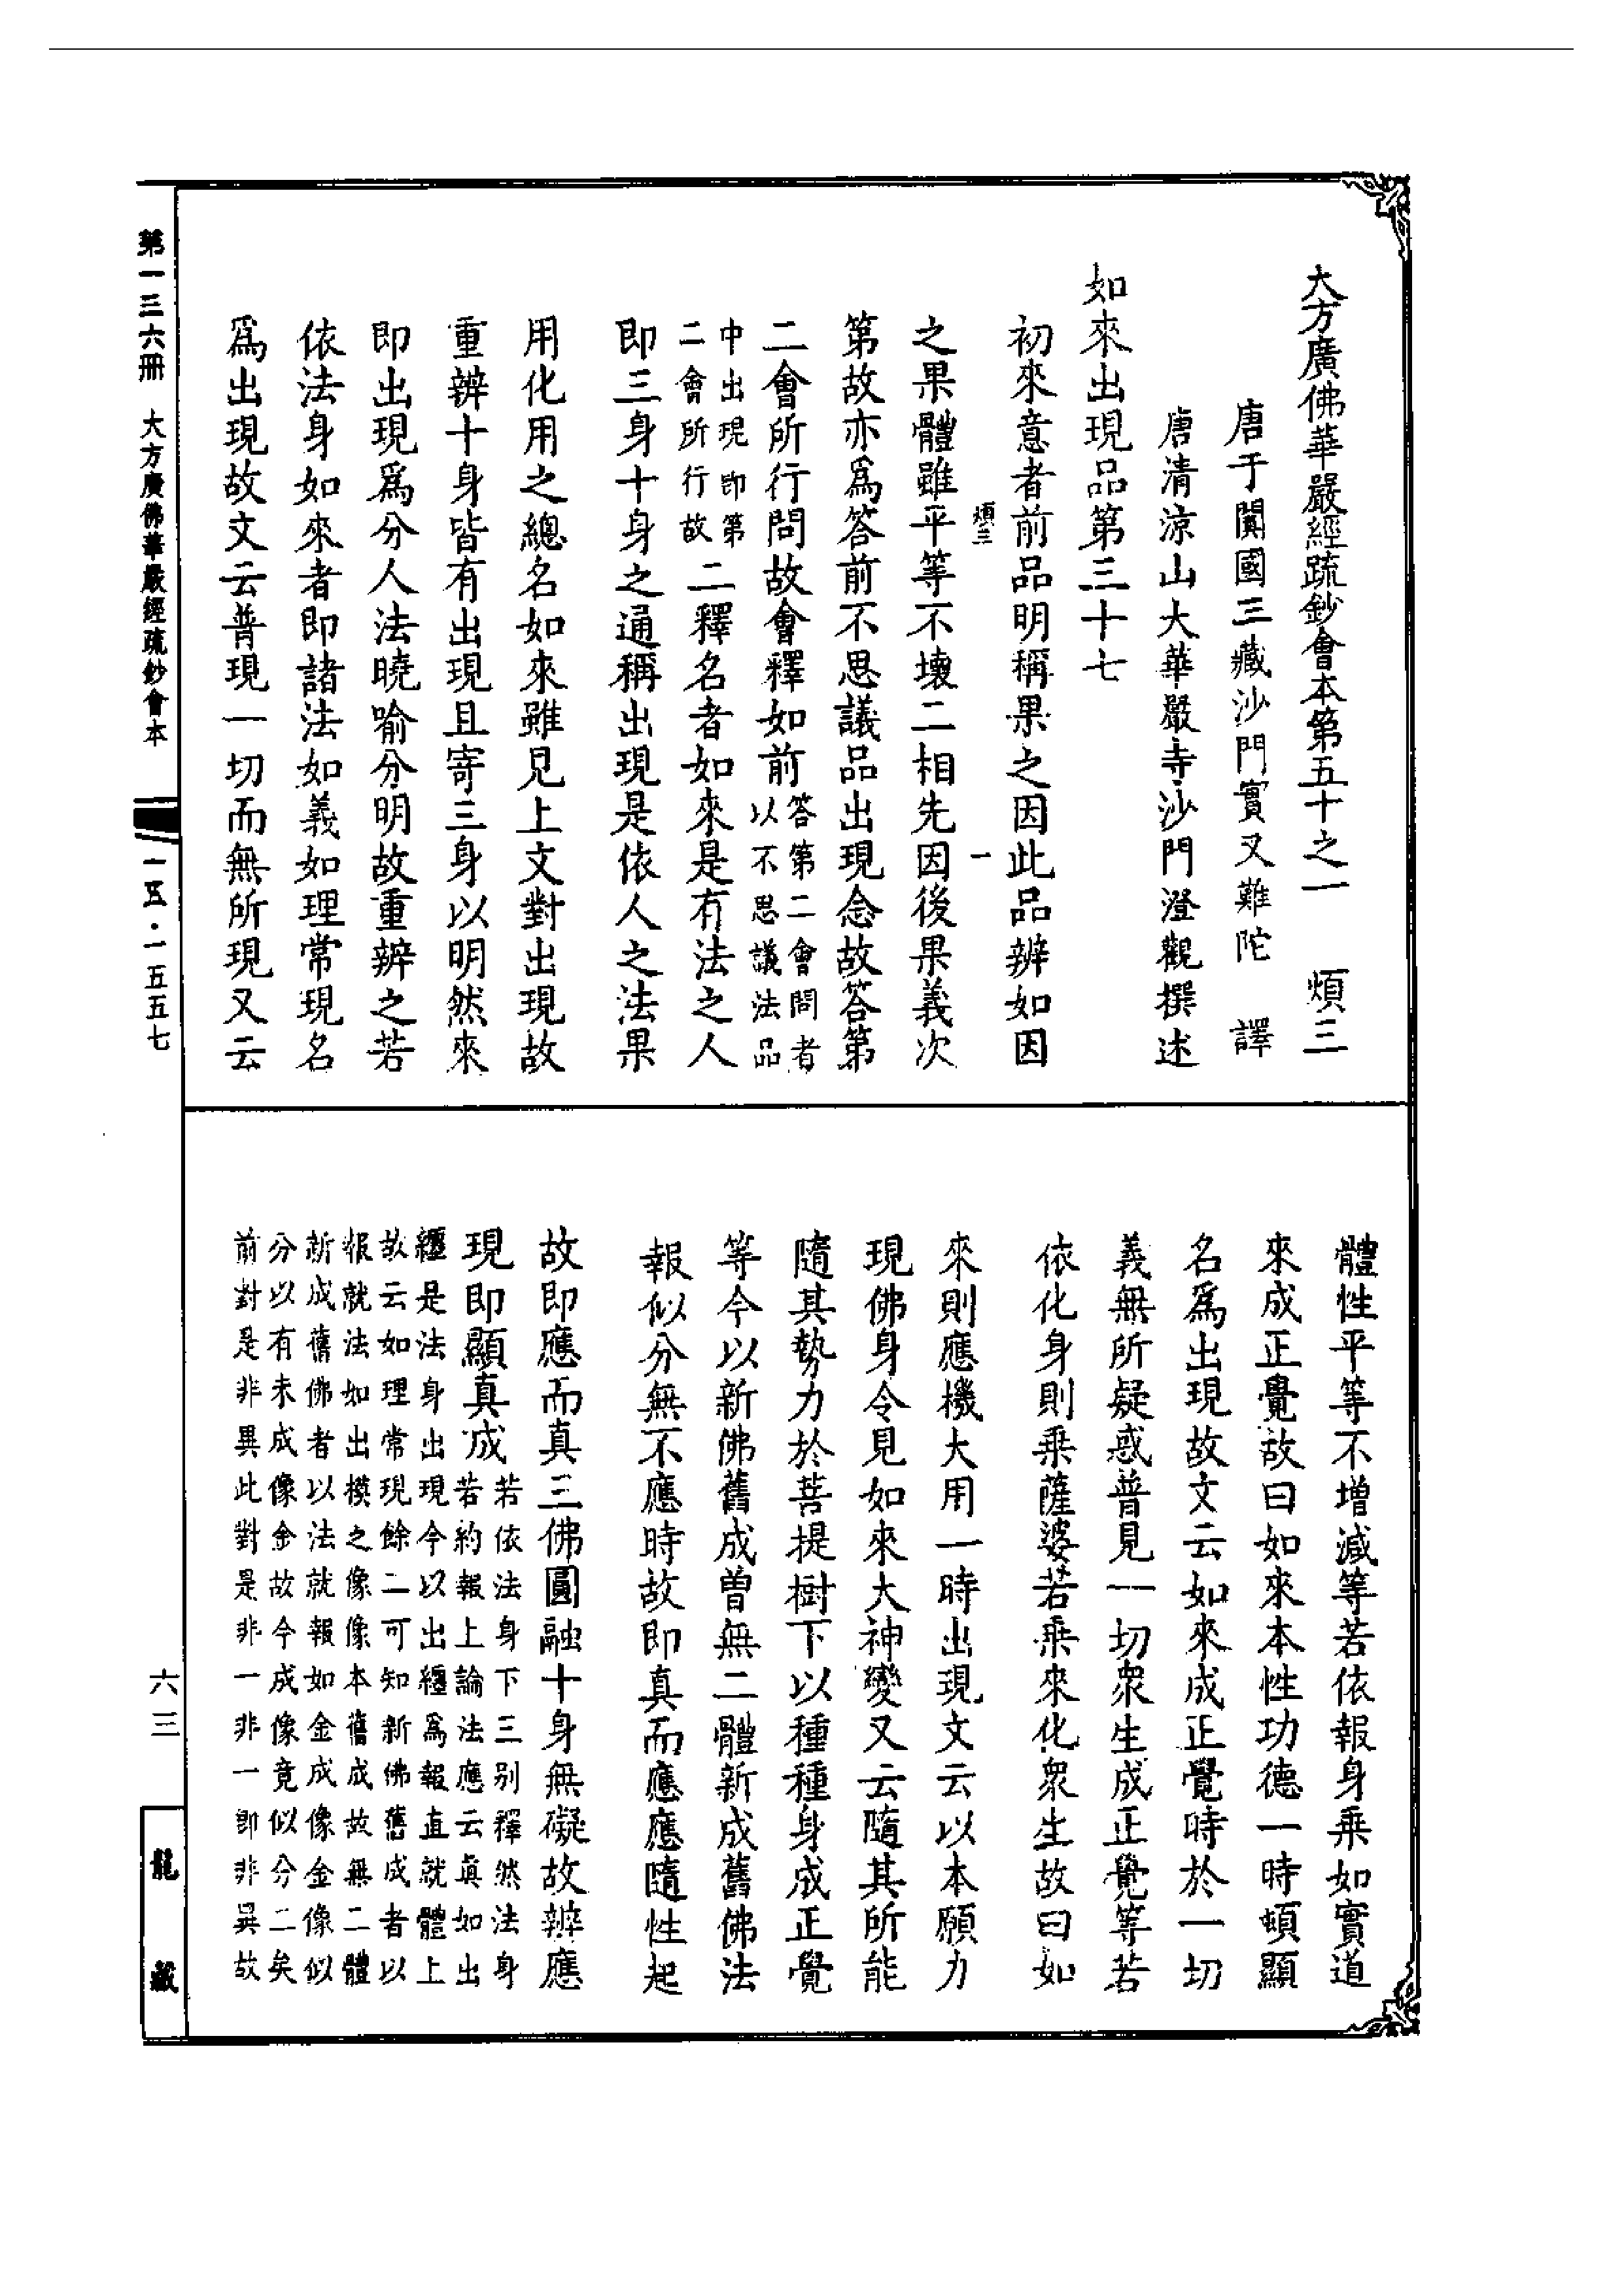 大方廣佛華嚴經疏鈔會本第五十之一　煩三
唐于闐國三藏沙門實叉難陀　譯
唐清涼山大華嚴寺沙門澄觀撰述
如來出現品第三十七
初來意者前品明稱果之因此品辨如因
煩三　一
之果體雖平等不壞二相先因後果義次
第故亦為答前不思議品出現念故答第
二會所行問故會釋如前答第二會問者以不思議法品
中出現即第二會所行故二釋名者如來是有法之人
即三身十身之通稱出現是依人之法果
用化用之總名如來雖見上文對出現故
重辨十身皆有出現且寄三身以明然來
即出現為分人法曉喻分明故重辨之若
依法身如來者即諸法如義如理常現名
為出現故文云普現一切而無所現又云
體性平等不增減等若依報身乘如實道
來成正覺故曰如來本性功德一時頓顯
名為出現故文云如來成正覺時於一切
義無所疑惑普見一切眾生成正覺等若
依化身則乘薩婆若乘來化眾生故曰如
來則應機大用一時出現文云以本願力
現佛身令見如來大神變又云隨其所能
隨其勢力於菩提樹下以種種身成正覺
等今以新佛舊成曾無二體新成舊佛法
報似分無不應時故即真而應應隨性起
故即應而真三佛圓融十身無礙故辨應
現即顯真成若依法身下三別釋然法身
若約報上論法應云真如出
纏是法身出現今以出纏為報直就體上
故云如理常現餘二可知新佛舊成者以
報就法如出模之像像本舊成故無二體
新成舊佛者以法就報如金成像金像似
分以有未成像金故今成像竟似分二矣
前對是非異此對是非一非一即非異故
第一三六冊　大方廣佛華嚴經疏鈔會本　一五・一五五七
六三
龍藏